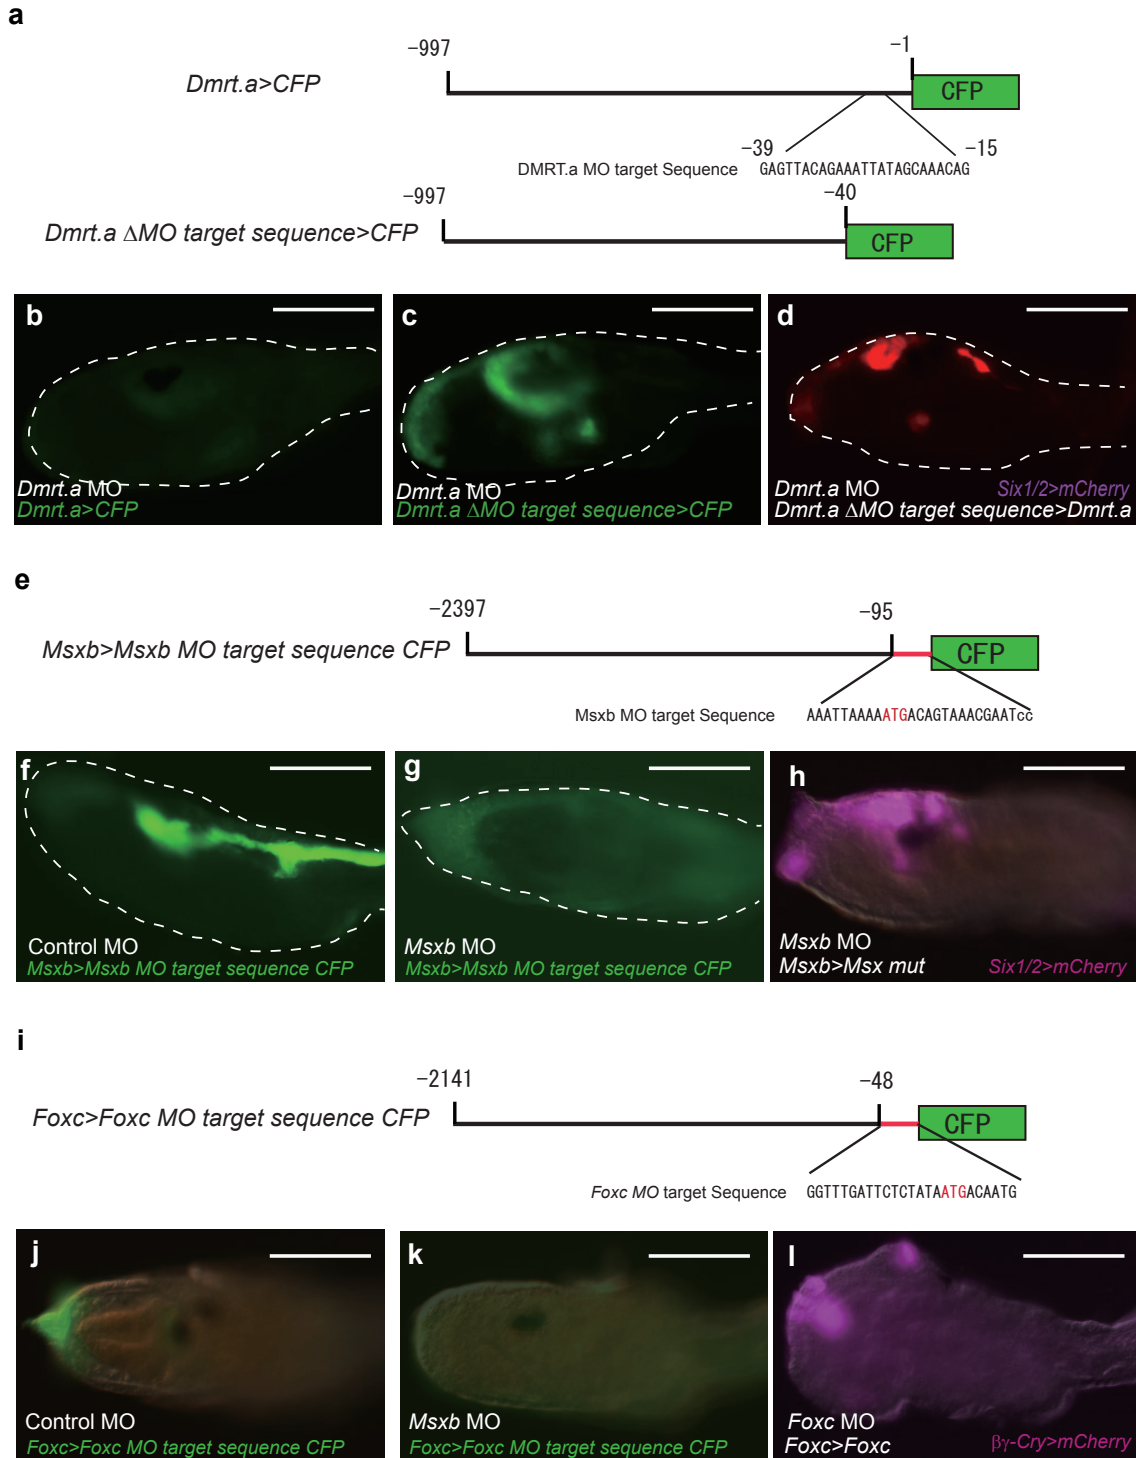 a
−997
−1
Dmrt.a>CFP
CFP
−39
−15
DMRT.a MO target Sequence
GAGTTACAGAAATTATAGCAAACAG
−997
−40
Dmrt.a ΔMO target sequence>CFP
CFP
b
Dmrt.a MO
Dmrt.a>CFP
c
Dmrt.a MO
Dmrt.a ΔMO target sequence>CFP
d
Dmrt.a MO
Six1/2>mCherry
Dmrt.a ΔMO target sequence>Dmrt.a
e
−2397
−95
Msxb>Msxb MO target sequence CFP
CFP
Msxb MO target Sequence
AAATTAAAAATGACAGTAAACGAATcc
f
Control MO
Msxb>Msxb MO target sequence CFP
g
Msxb MO
Msxb>Msxb MO target sequence CFP
h
Msxb MO
Msxb>Msx mut
Six1/2>mCherry
i
−2141
−48
Foxc>Foxc MO target sequence CFP
CFP
Foxc MO target Sequence
GGTTTGATTCTCTATAATGACAATG
j
Control MO
Foxc>Foxc MO target sequence CFP
k
Msxb MO
Foxc>Foxc MO target sequence CFP
l
Foxc MO
Foxc>Foxc
βγ-Cry>mCherry